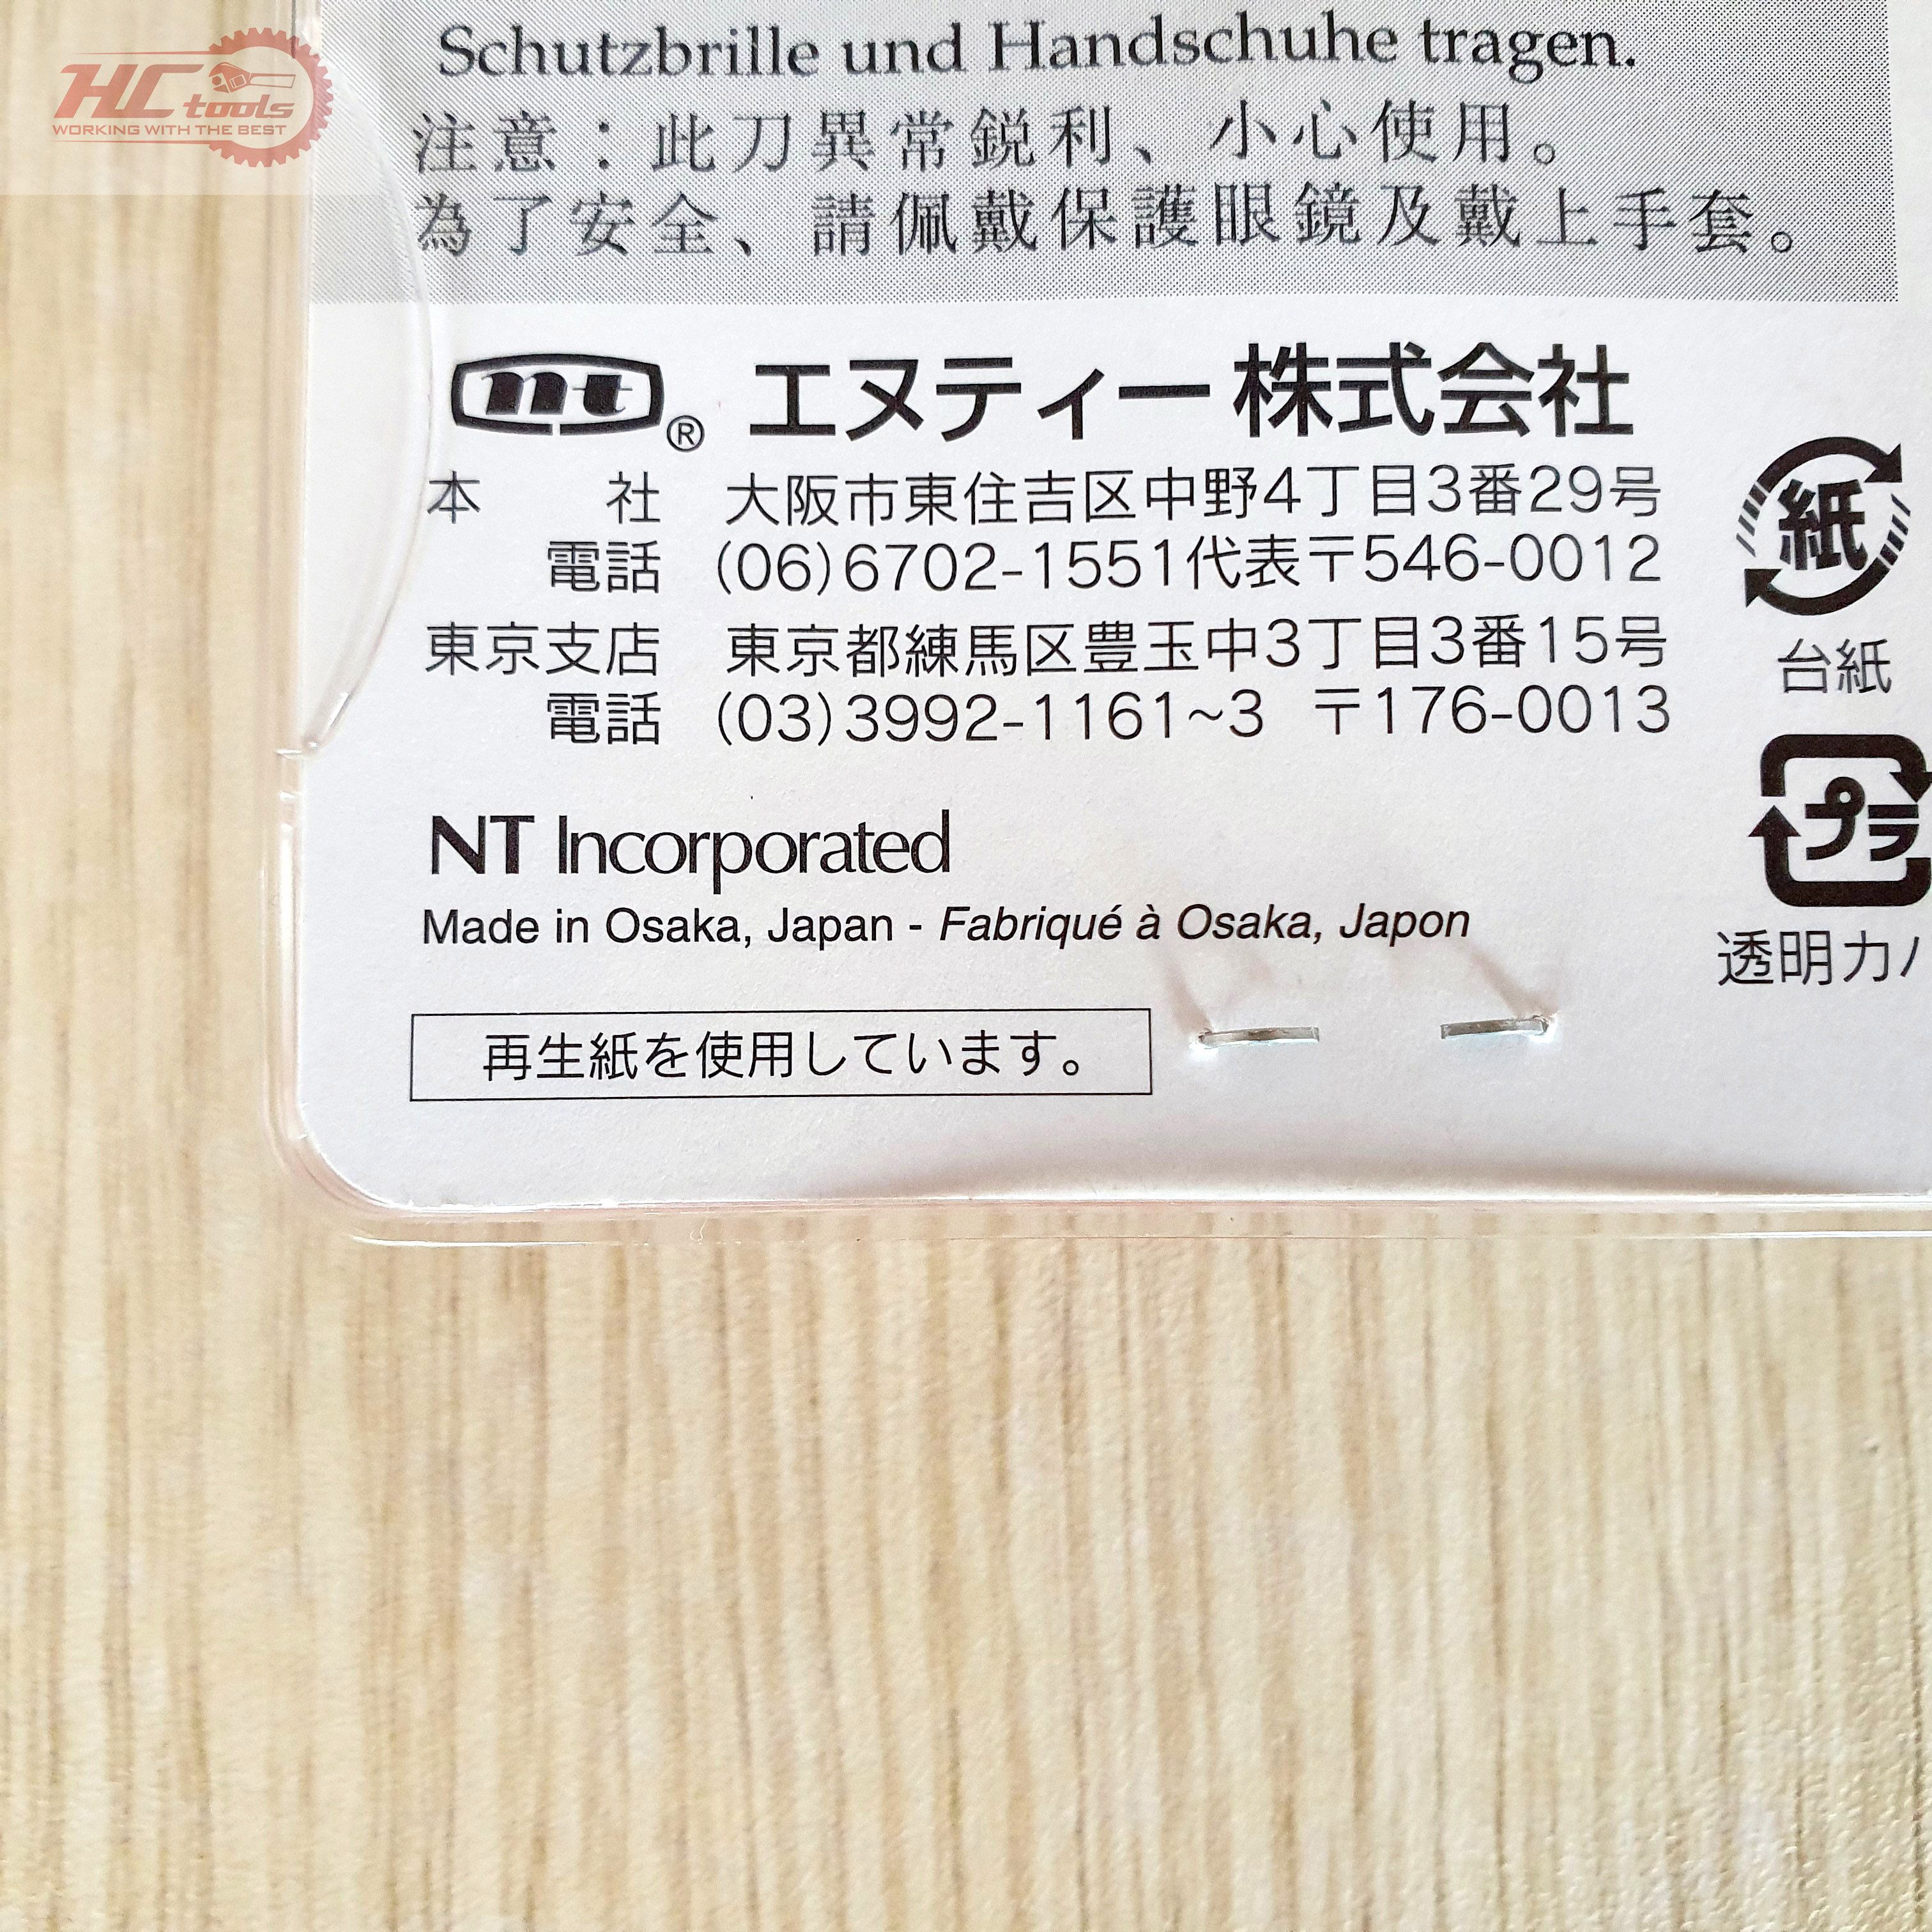 HC tools
WORKING WITH THE BEST
Schutzbrille und Handschuhe tragen.
注意：此刀異常鋭利、小心使用。
為了安全、請佩戴保護眼鏡及戴上手套。
nt® エヌティー株式会社
本 社 大阪市東住吉区中野4丁目3番29号
電話 (06)6702-1551代表〒546-0012
東京支店 東京都練馬区豊玉中3丁目3番15号
電話 (03)3992-1161~3 〒176-0013
紙
台紙
プラ
透明カ
NT Incorporated
Made in Osaka, Japan - Fabriqué à Osaka, Japon
再生紙を使用しています。